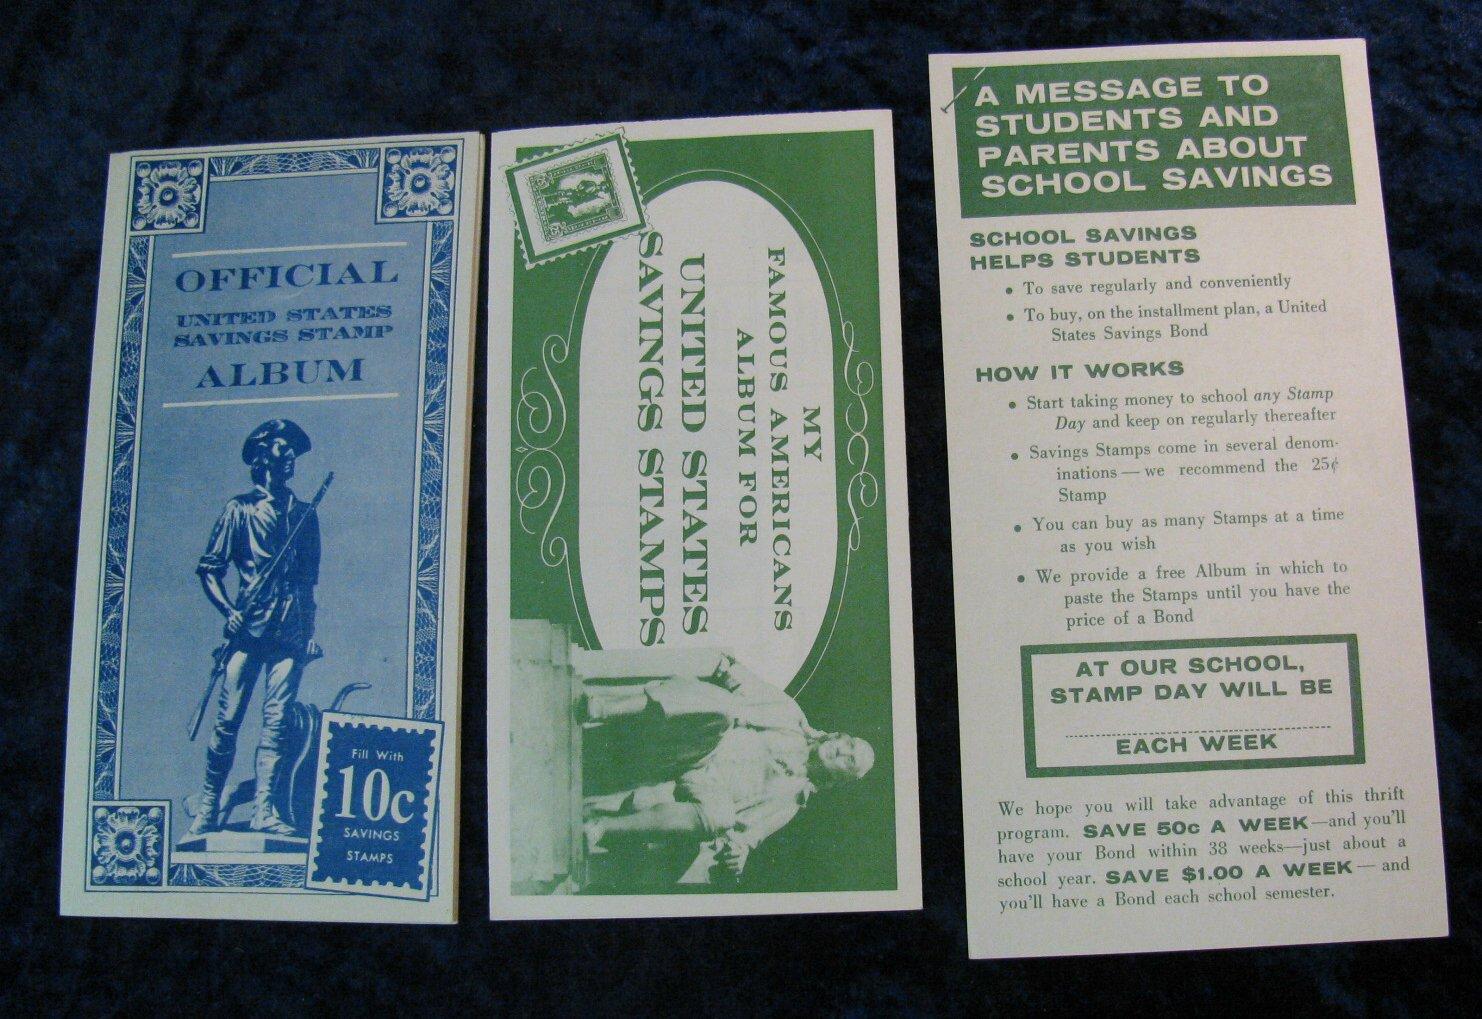 OFFICIAL
UNITED STATES
SAVINGS STAMP
ALBUM
Fill With
10c
SAVINGS
STAMPS
MY
FAMOUS AMERICANS
ALBUM FOR
UNITED STATES
SAVINGS STAMPS
A MESSAGE TO
STUDENTS AND
PARENTS ABOUT
SCHOOL SAVINGS
SCHOOL SAVINGS
HELPS STUDENTS
• To save regularly and conveniently
• To buy, on the installment plan, a United
States Savings Bond
HOW IT WORKS
• Start taking money to school any Stamp
Day and keep on regularly thereafter
• Savings Stamps come in several denom-
inations — we recommend the 25¢
Stamp
• You can buy as many Stamps at a time
as you wish
• We provide a free Album in which to
paste the Stamps until you have the
price of a Bond
AT OUR SCHOOL,
STAMP DAY WILL BE
EACH WEEK
We hope you will take advantage of this thrift
program. SAVE 50c A WEEK—and you'll
have your Bond within 38 weeks—just about a
school year. SAVE $1.00 A WEEK — and
you'll have a Bond each school semester.